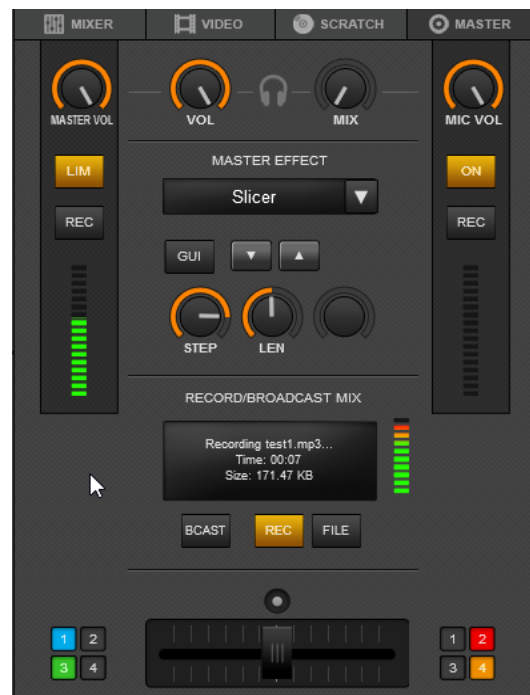 MIXER
VIDEO
SCRATCH
MASTER
MASTER VOL
VOL
MIX
MIC VOL
MASTER EFFECT
LIM
Slicer
ON
REC
REC
GUI
STEP
LEN
RECORD/BROADCAST MIX
Recording test1.mp3...
Time: 00:07
Size: 171.47 KB
BCAST
REC
FILE
1 2
1 2
3 4
3 4